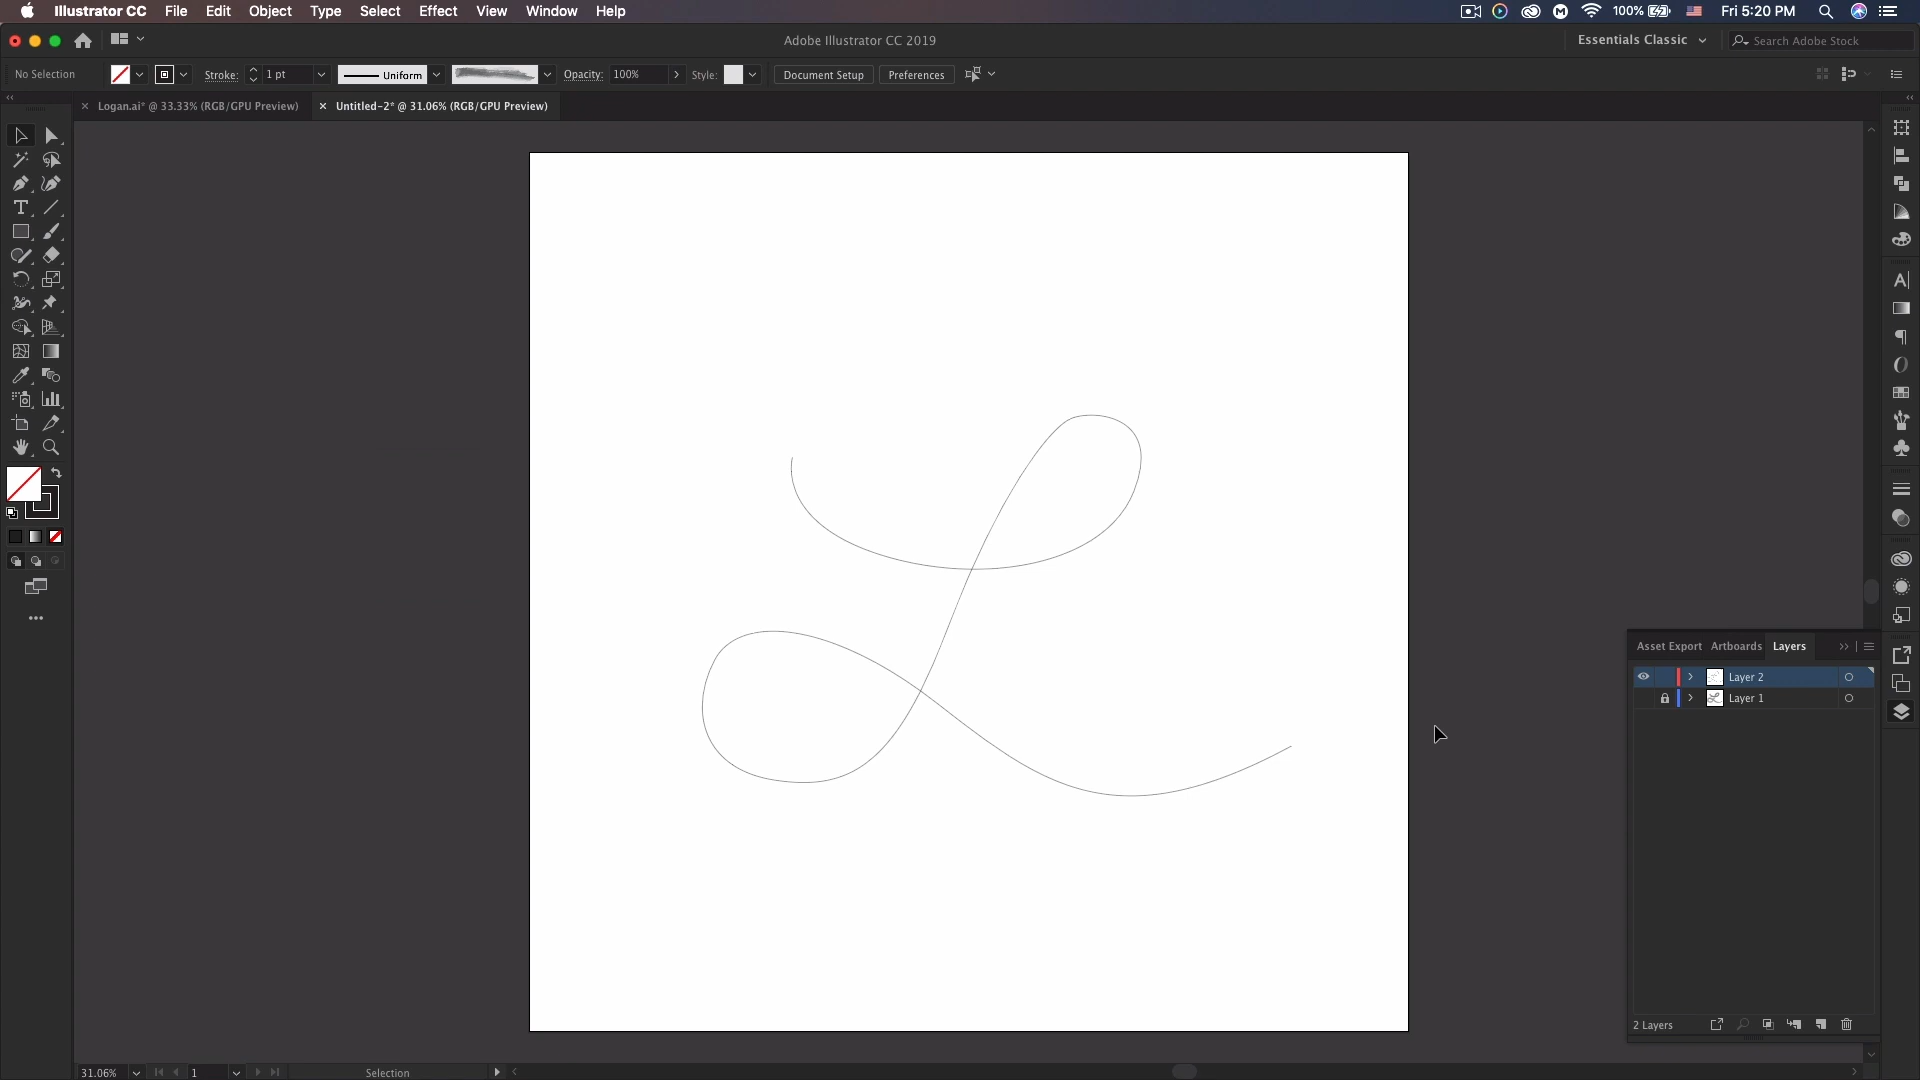 Illustrator CC File Edit Object Type Select Effect View Window Help 100% Fri 5:20 PM
Adobe Illustrator CC 2019 Essentials Classic Search Adobe Stock
No Selection Stroke: 1 pt Uniform Opacity: 100% Style: Document Setup Preferences
Logan.ai* @ 33.33% (RGB/GPU Preview) Untitled-2* @ 31.06% (RGB/GPU Preview)
Asset Export Artboards Layers
Layer 2
Layer 1
2 Layers
31.06% 1 Selection